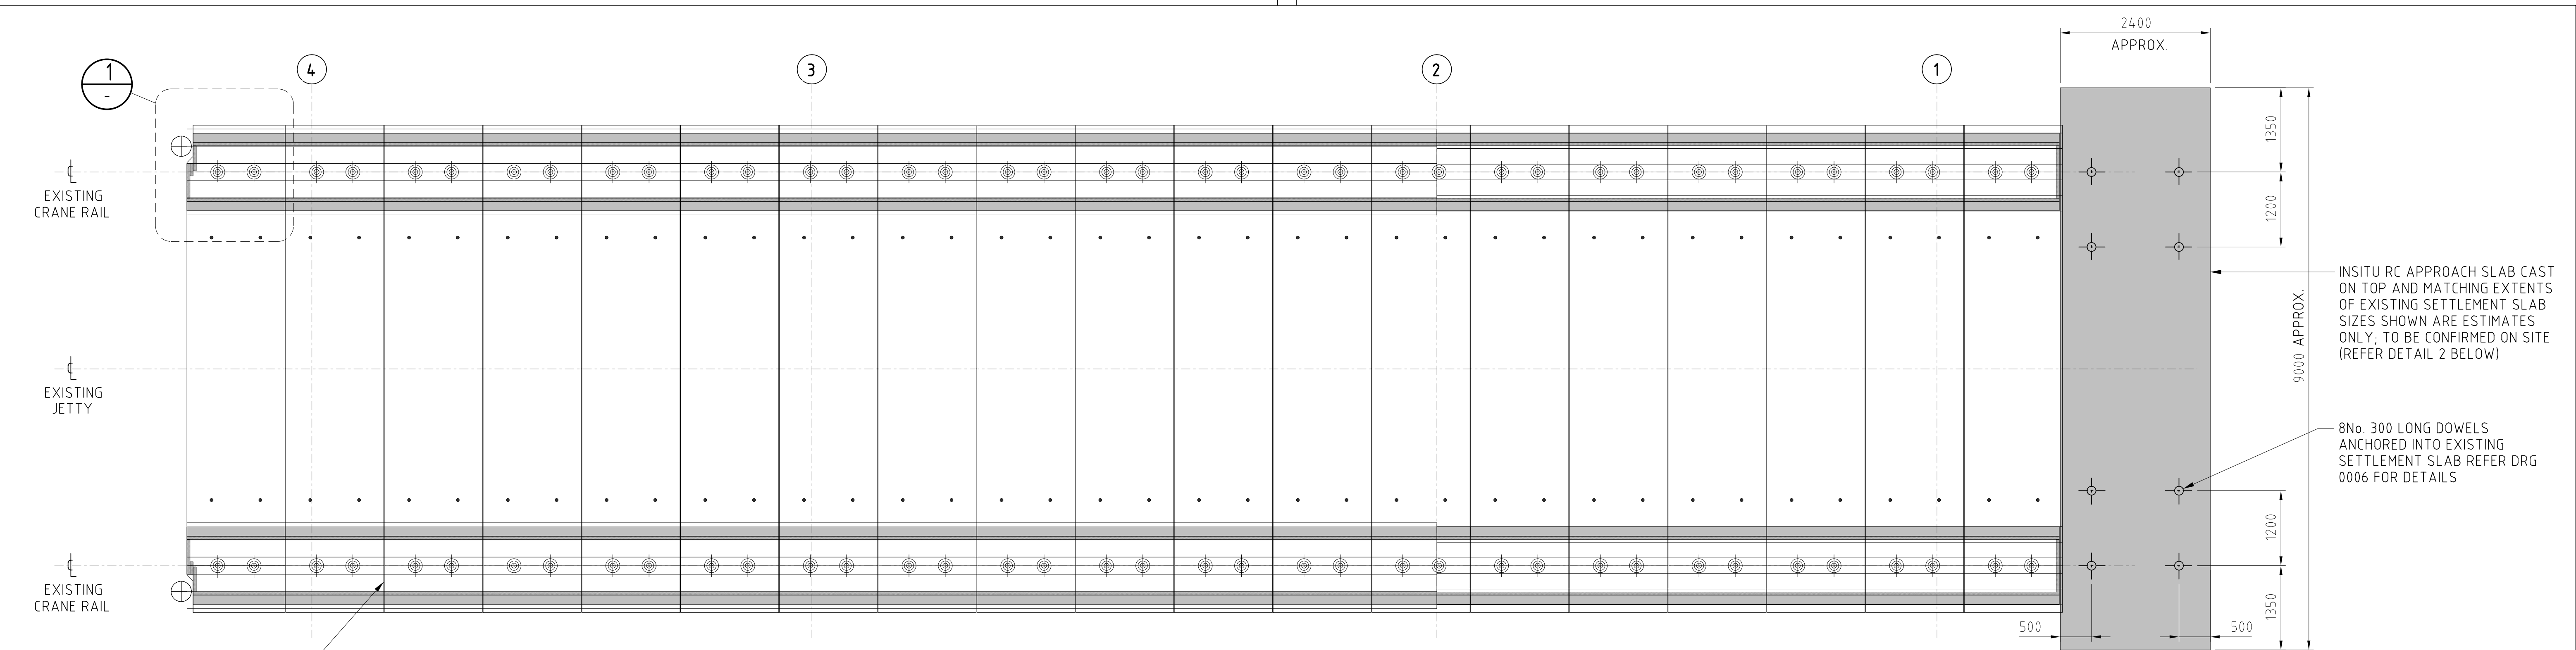 2400
APPROX.
1
-
4
3
2
1
1350
1200
EXISTING
CRANE RAIL
INSITU RC APPROACH SLAB CAST
ON TOP AND MATCHING EXTENTS
OF EXISTING SETTLEMENT SLAB
SIZES SHOWN ARE ESTIMATES
ONLY; TO BE CONFIRMED ON SITE
(REFER DETAIL 2 BELOW)
9000 APPROX.
EXISTING
JETTY
8No. 300 LONG DOWELS
ANCHORED INTO EXISTING
SETTLEMENT SLAB REFER DRG
0006 FOR DETAILS
1200
EXISTING
CRANE RAIL
1350
500
500